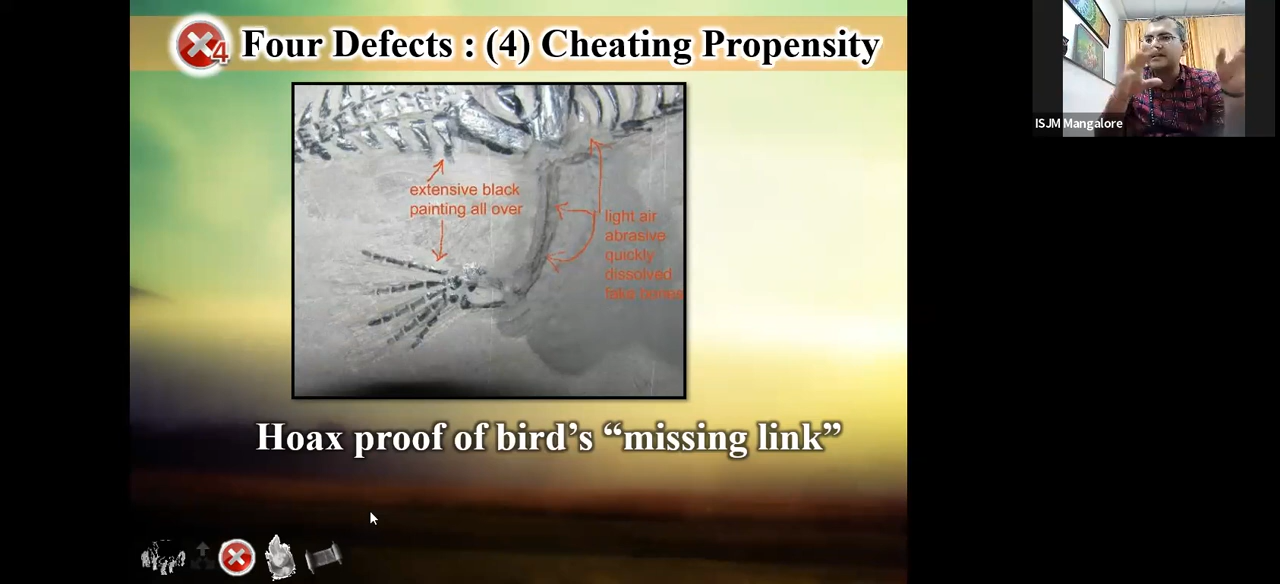 4 Four Defects : (4) Cheating Propensity
ISJM Mangalore
extensive black
painting all over
light air
abrasive
quickly
dissolved
fake bones
Hoax proof of bird’s “missing link”